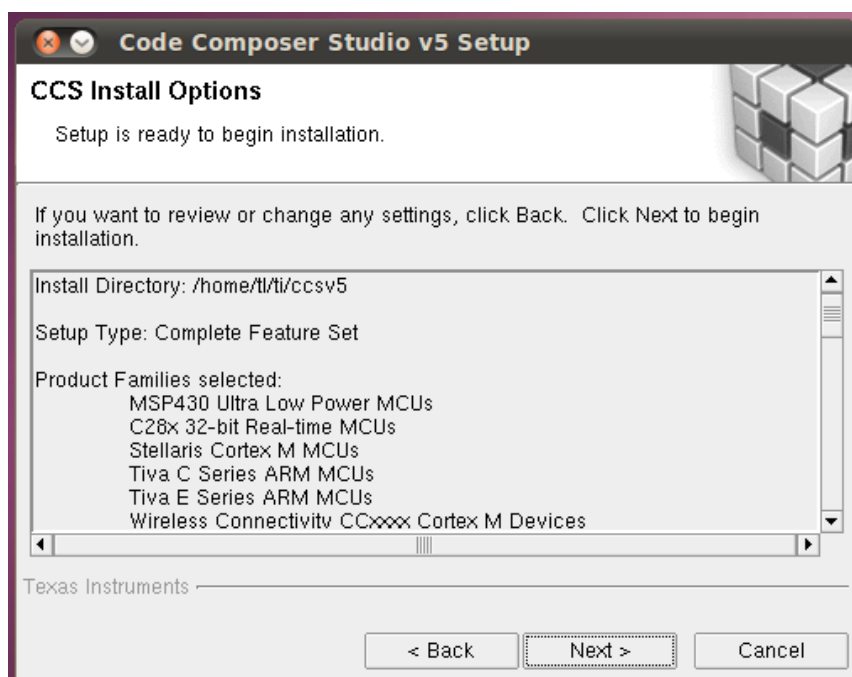 Code Composer Studio v5 Setup
CCS Install Options
Setup is ready to begin installation.
If you want to review or change any settings, click Back.  Click Next to begin
installation.
Install Directory: /home/tl/ti/ccsv5
Setup Type: Complete Feature Set
Product Families selected:
MSP430 Ultra Low Power MCUs
C28x 32-bit Real-time MCUs
Stellaris Cortex M MCUs
Tiva C Series ARM MCUs
Tiva E Series ARM MCUs
Wireless Connectivity CCxxxx Cortex M Devices
Texas Instruments
< Back
Next >
Cancel